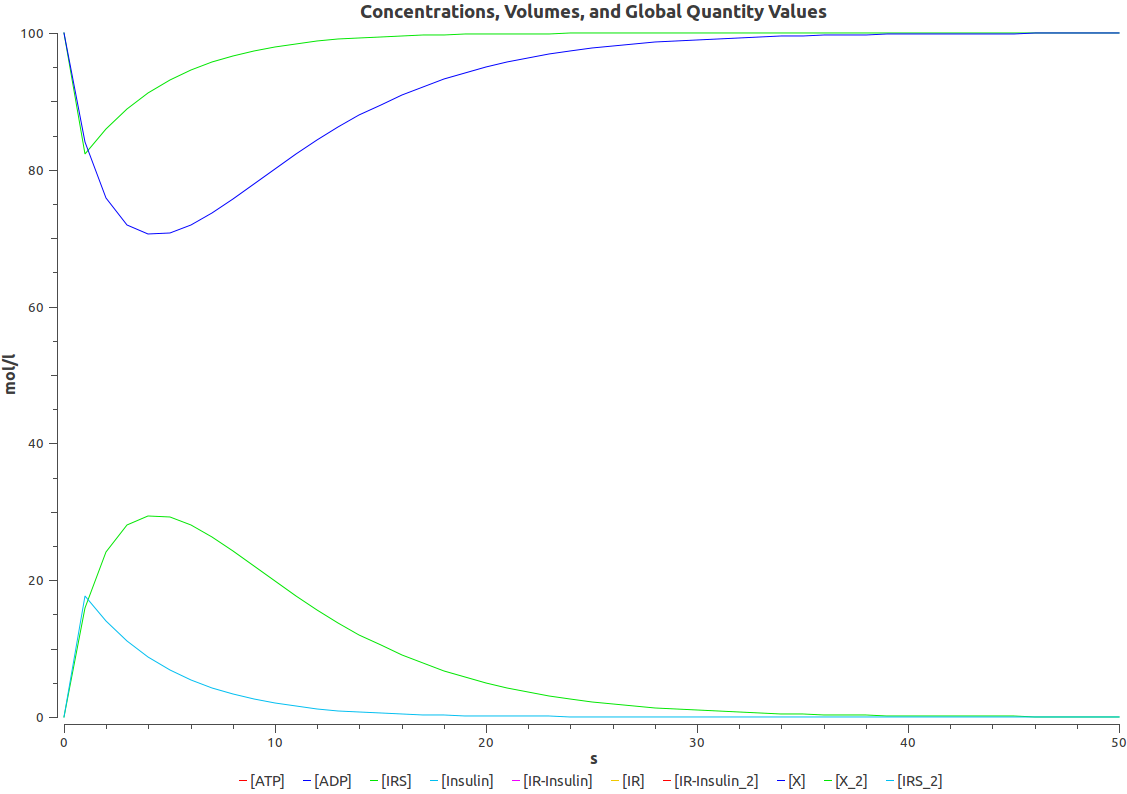 Concentrations, Volumes, and Global Quantity Values
100
80
60
40
20
0
mol/l
0 10 20 30 40 50
s
[ATP] [ADP] [IRS] [Insulin] [IR-Insulin] [IR] [IR-Insulin_2] [X] [X_2] [IRS_2]